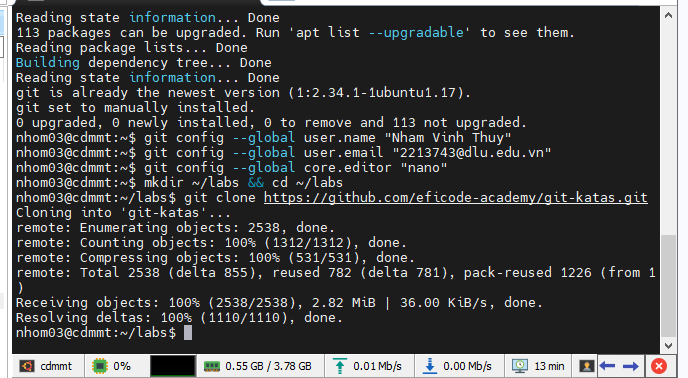 Reading state information... Done
113 packages can be upgraded. Run 'apt list --upgradable' to see them.
Reading package lists... Done
Building dependency tree... Done
Reading state information... Done
git is already the newest version (1:2.34.1-1ubuntu1.17).
git set to manually installed.
0 upgraded, 0 newly installed, 0 to remove and 113 not upgraded.
nhom03@cdmmt:~$ git config --global user.name "Nham Vinh Thuy"
nhom03@cdmmt:~$ git config --global user.email "2213743@dlu.edu.vn"
nhom03@cdmmt:~$ git config --global core.editor "nano"
nhom03@cdmmt:~$ mkdir ~/labs && cd ~/labs
nhom03@cdmmt:~/labs$ git clone https://github.com/eficode-academy/git-katas.git
Cloning into 'git-katas'...
remote: Enumerating objects: 2538, done.
remote: Counting objects: 100% (1312/1312), done.
remote: Compressing objects: 100% (531/531), done.
remote: Total 2538 (delta 855), reused 782 (delta 781), pack-reused 1226 (from 1
)
Receiving objects: 100% (2538/2538), 2.82 MiB | 36.00 KiB/s, done.
Resolving deltas: 100% (1110/1110), done.
nhom03@cdmmt:~/labs$
cdmmt 0% 0.55 GB / 3.78 GB 0.01 Mb/s 0.00 Mb/s 13 min